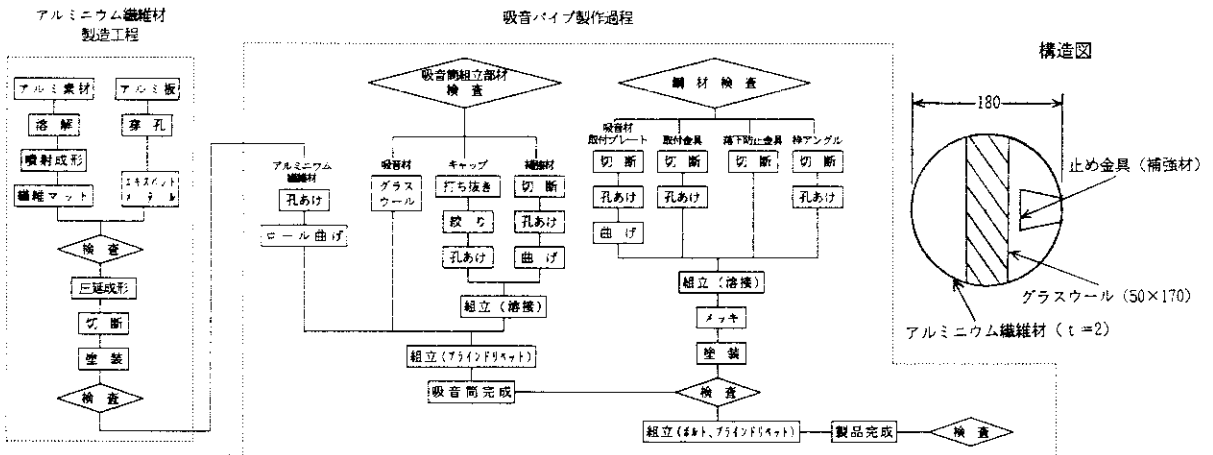 アルミニウム繊維材
製造工程
アルミ素材
アルミ板
溶解
穿孔
噴射成形
繊維マット
エキスパンド
メタル
検査
圧延成形
切断
塗装
検査
吸音パイプ製作過程
吸音筒組立部材
検査
鋼材検査
アルミニウム
繊維材
孔あけ
ロール曲げ
吸音材
グラス
ウール
キャップ
打ち抜き
絞り
孔あけ
補強材
切断
孔あけ
曲げ
組立(溶接)
組立(ブラインドリベット)
吸音筒完成
吸音材
取付プレート
切断
孔あけ
曲げ
取付金具
切断
孔あけ
落下防止金具
切断
枠アングル
切断
孔あけ
組立(溶接)
メッキ
塗装
検査
組立(ボルト、ブラインドリベット)
製品完成
検査
構造図
180
止め金具(補強材)
グラスウール(50×170)
アルミニウム繊維材(t=2)